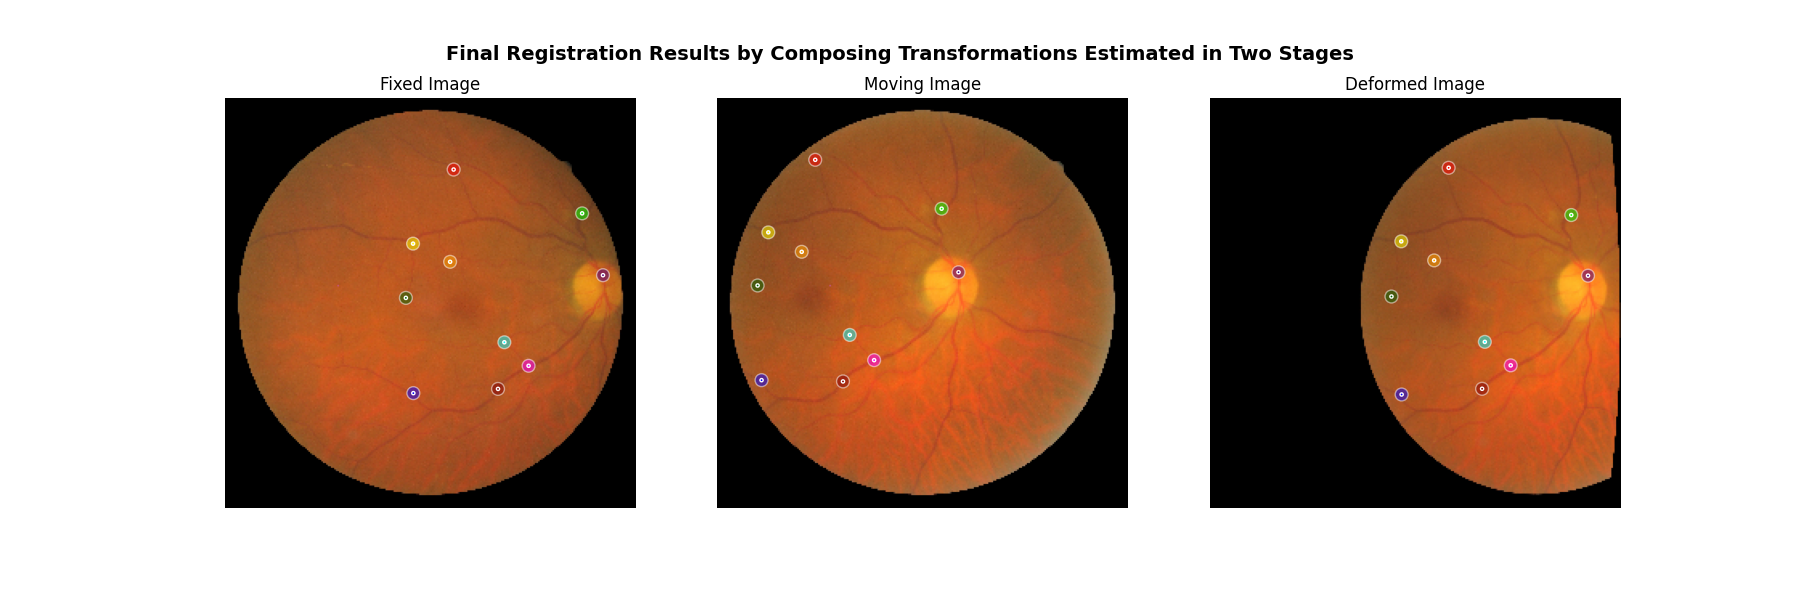 Final Registration Results by Composing Transformations Estimated in Two Stages
Fixed Image
Moving Image
Deformed Image